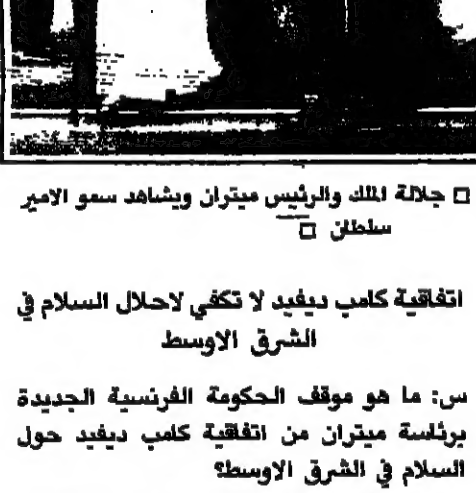 □ جلالة الملك والرئيس ميتران ويشاهد سمو الامير
سلطان □
اتفاقية كامب ديفيد لا تكفي لاحلال السلام في
الشرق الاوسط
س: ما هو موقف الحكومة الفرنسية الجديدة
برئاسة ميتران من اتفاقية كامب ديفيد حول
السلام في الشرق الاوسط؟